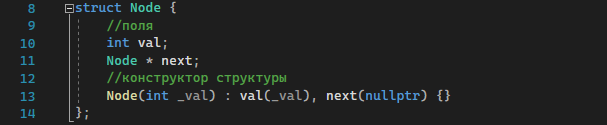 8 struct Node {
9 //поля
10 int val;
11 Node * next;
12 //конструктор структуры
13 Node(int _val) : val(_val), next(nullptr) {}
14 };